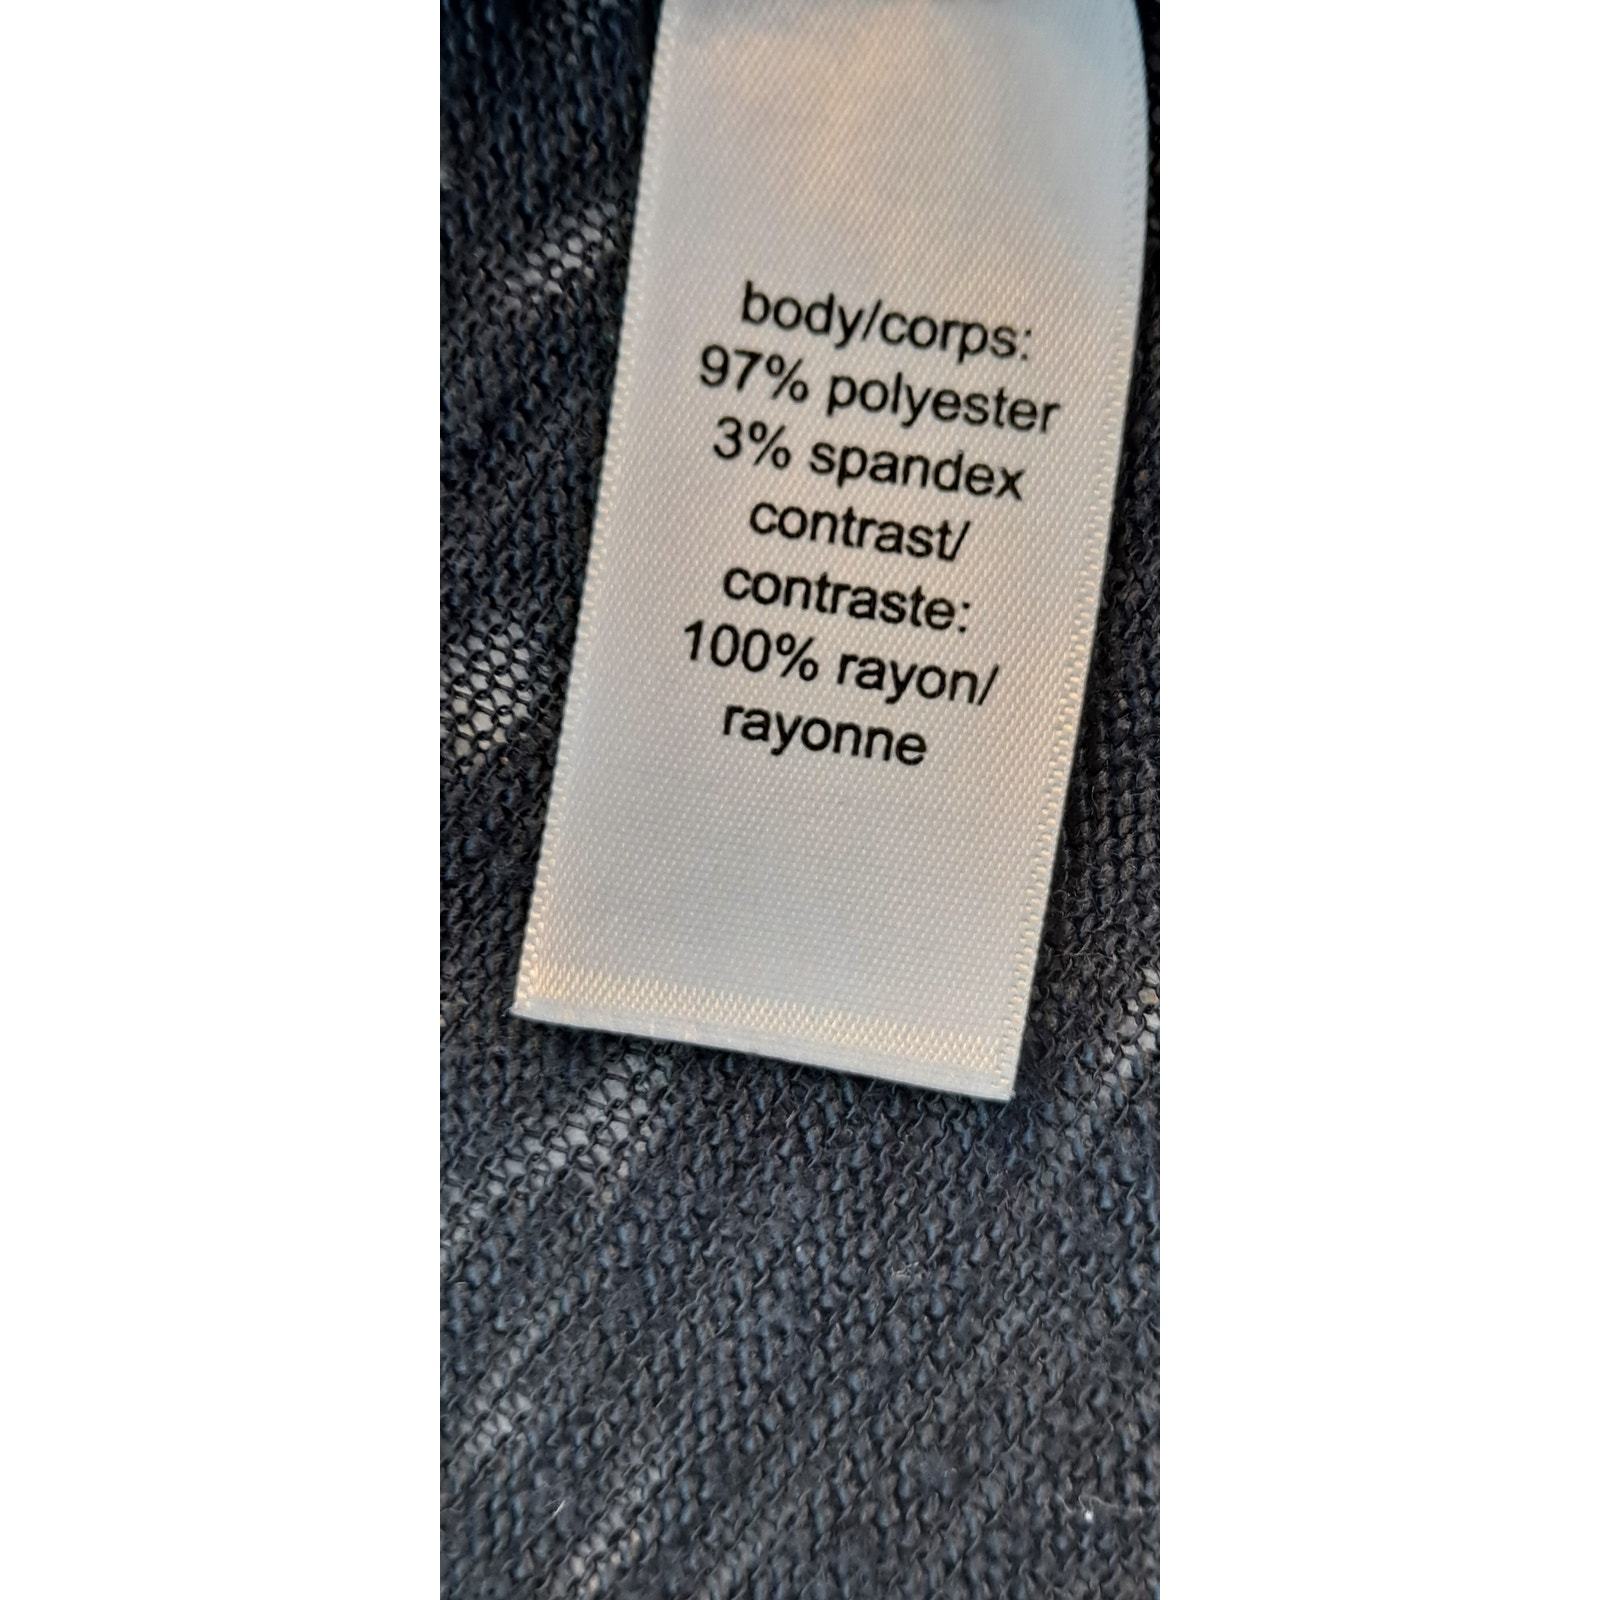 body/corps:
97% polyester
3% spandex
contrast/
contraste:
100% rayon/
rayonne